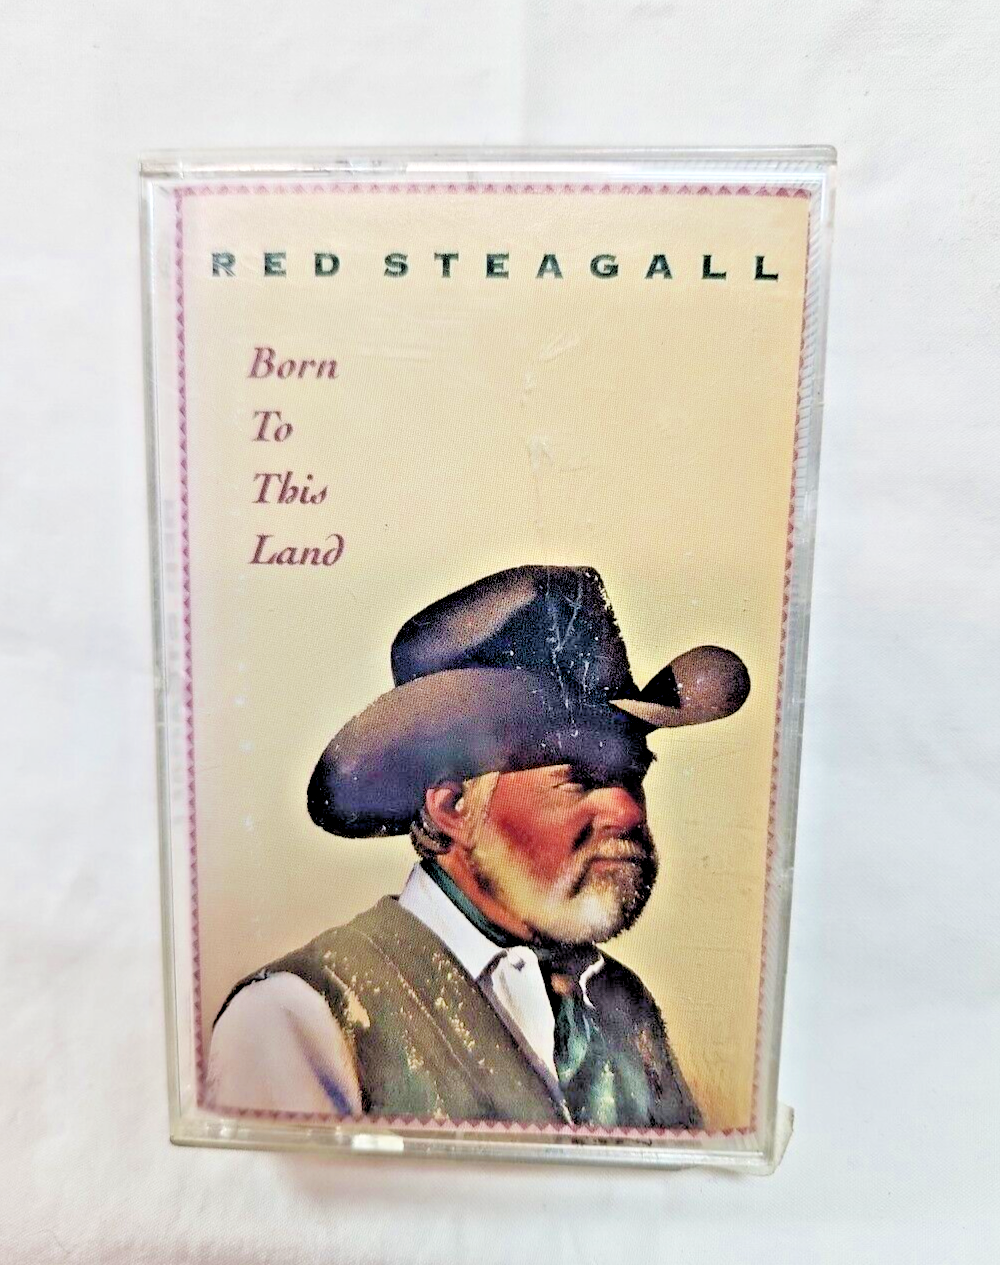 RED STEAGALL
Born
To
This
Land